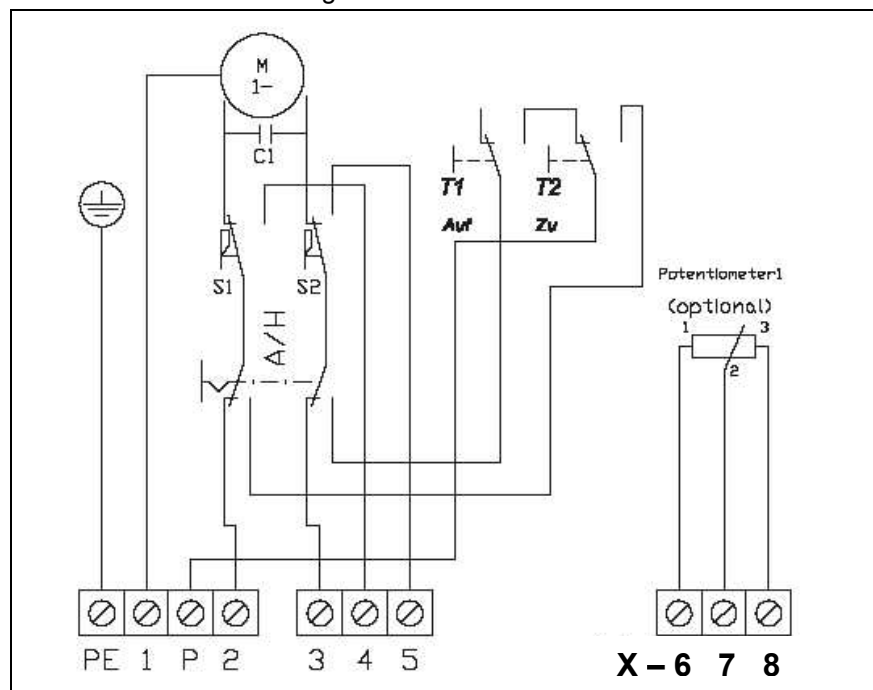 M
1~
C1
T1 T2
Auf Zu
S1 S2
A/H
Potentiometer1
(optional)
1 3
2
PE 1 P 2 3 4 5
X – 6 7 8